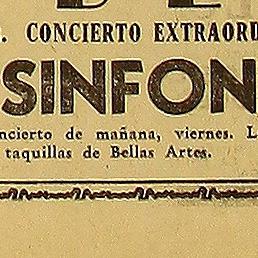 . CONCIERTO EXTRAORD
SINFON
ncierto de mañana, viernes. L
taquillas de Bellas Artes.